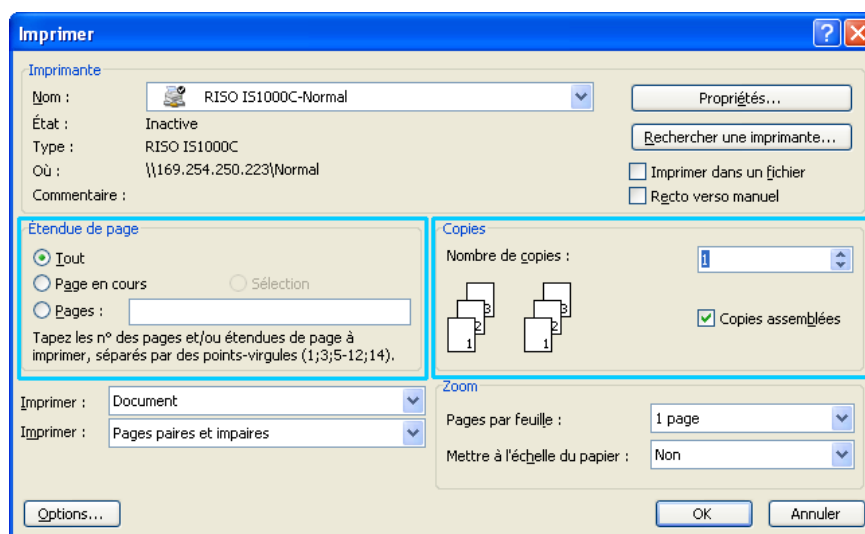 Imprimer
Imprimante
Nom : RISO IS1000C-Normal Propriétés...
État : Inactive
Type : RISO IS1000C Rechercher une imprimante...
Où : \\169.254.250.223\Normal Imprimer dans un fichier
Commentaire : Recto verso manuel
Étendue de page
Tout
Page en cours Sélection
Pages :
Tapez les n° des pages et/ou étendues de page à
imprimer, séparés par des points-virgules (1;3;5-12;14).
Copies
Nombre de copies : 1
3 3
2 2
1 1
Copies assemblées
Imprimer : Document
Imprimer : Pages paires et impaires
Zoom
Pages par feuille : 1 page
Mettre à l'échelle du papier : Non
Options... OK Annuler